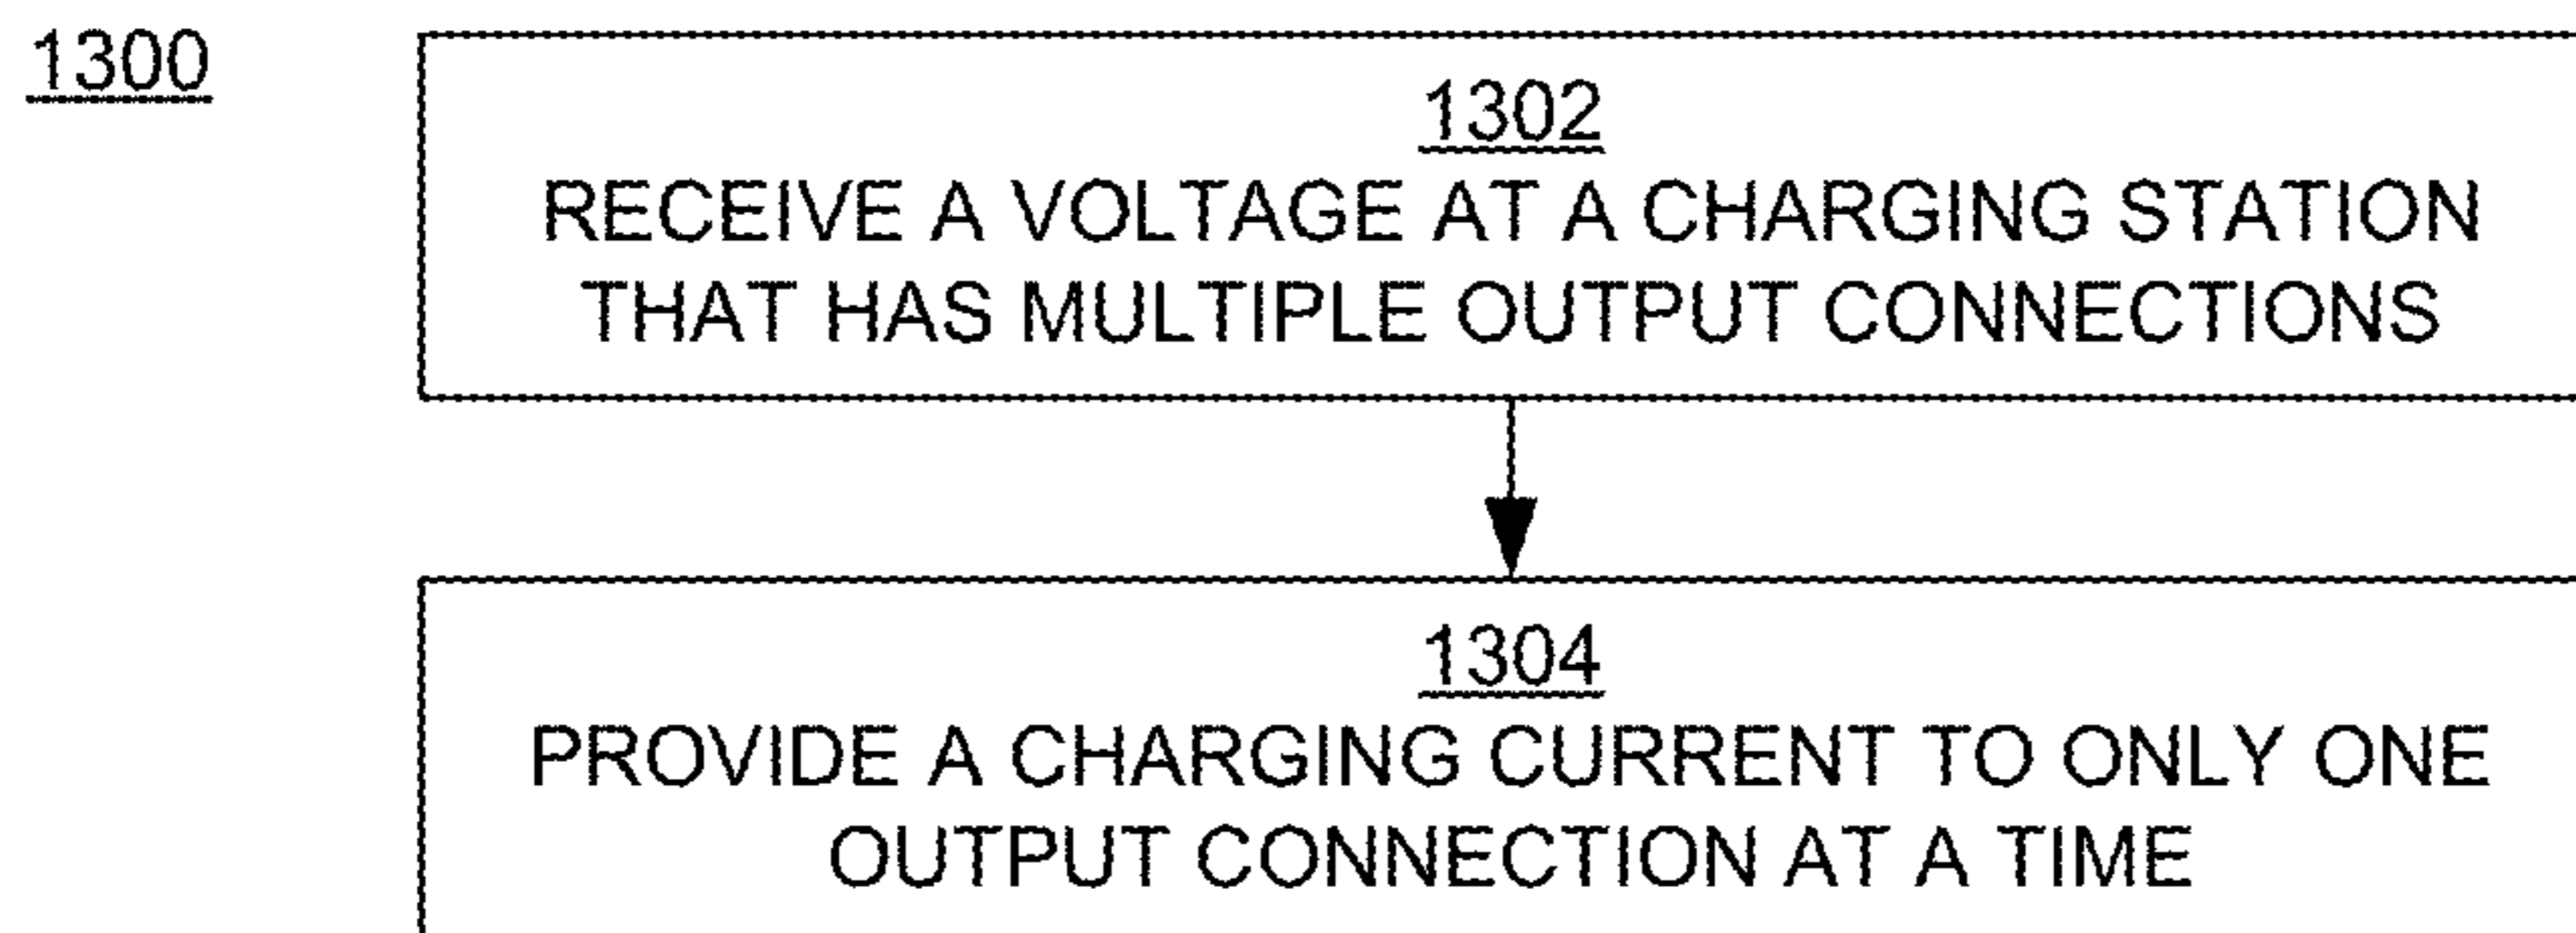 1300
1302
RECEIVE A VOLTAGE AT A CHARGING STATION
THAT HAS MULTIPLE OUTPUT CONNECTIONS
1304
PROVIDE A CHARGING CURRENT TO ONLY ONE
OUTPUT CONNECTION AT A TIME